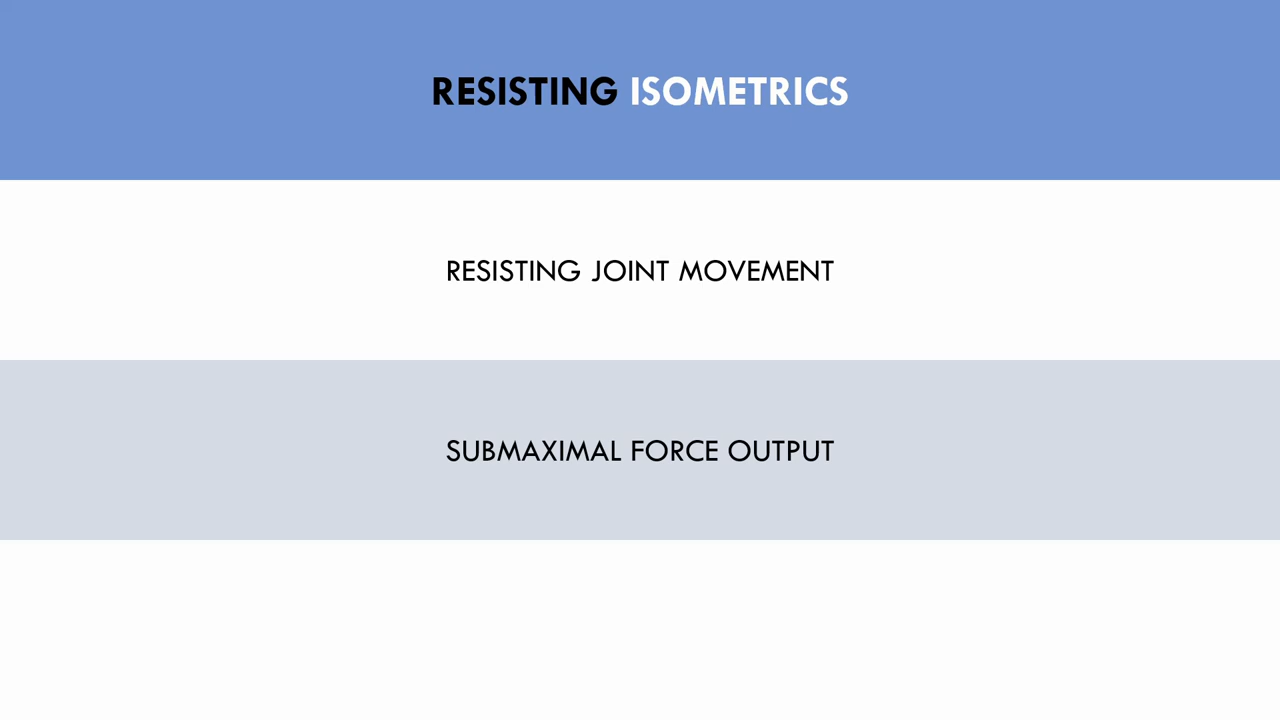 RESISTING ISOMETRICS
RESISTING JOINT MOVEMENT
SUBMAXIMAL FORCE OUTPUT